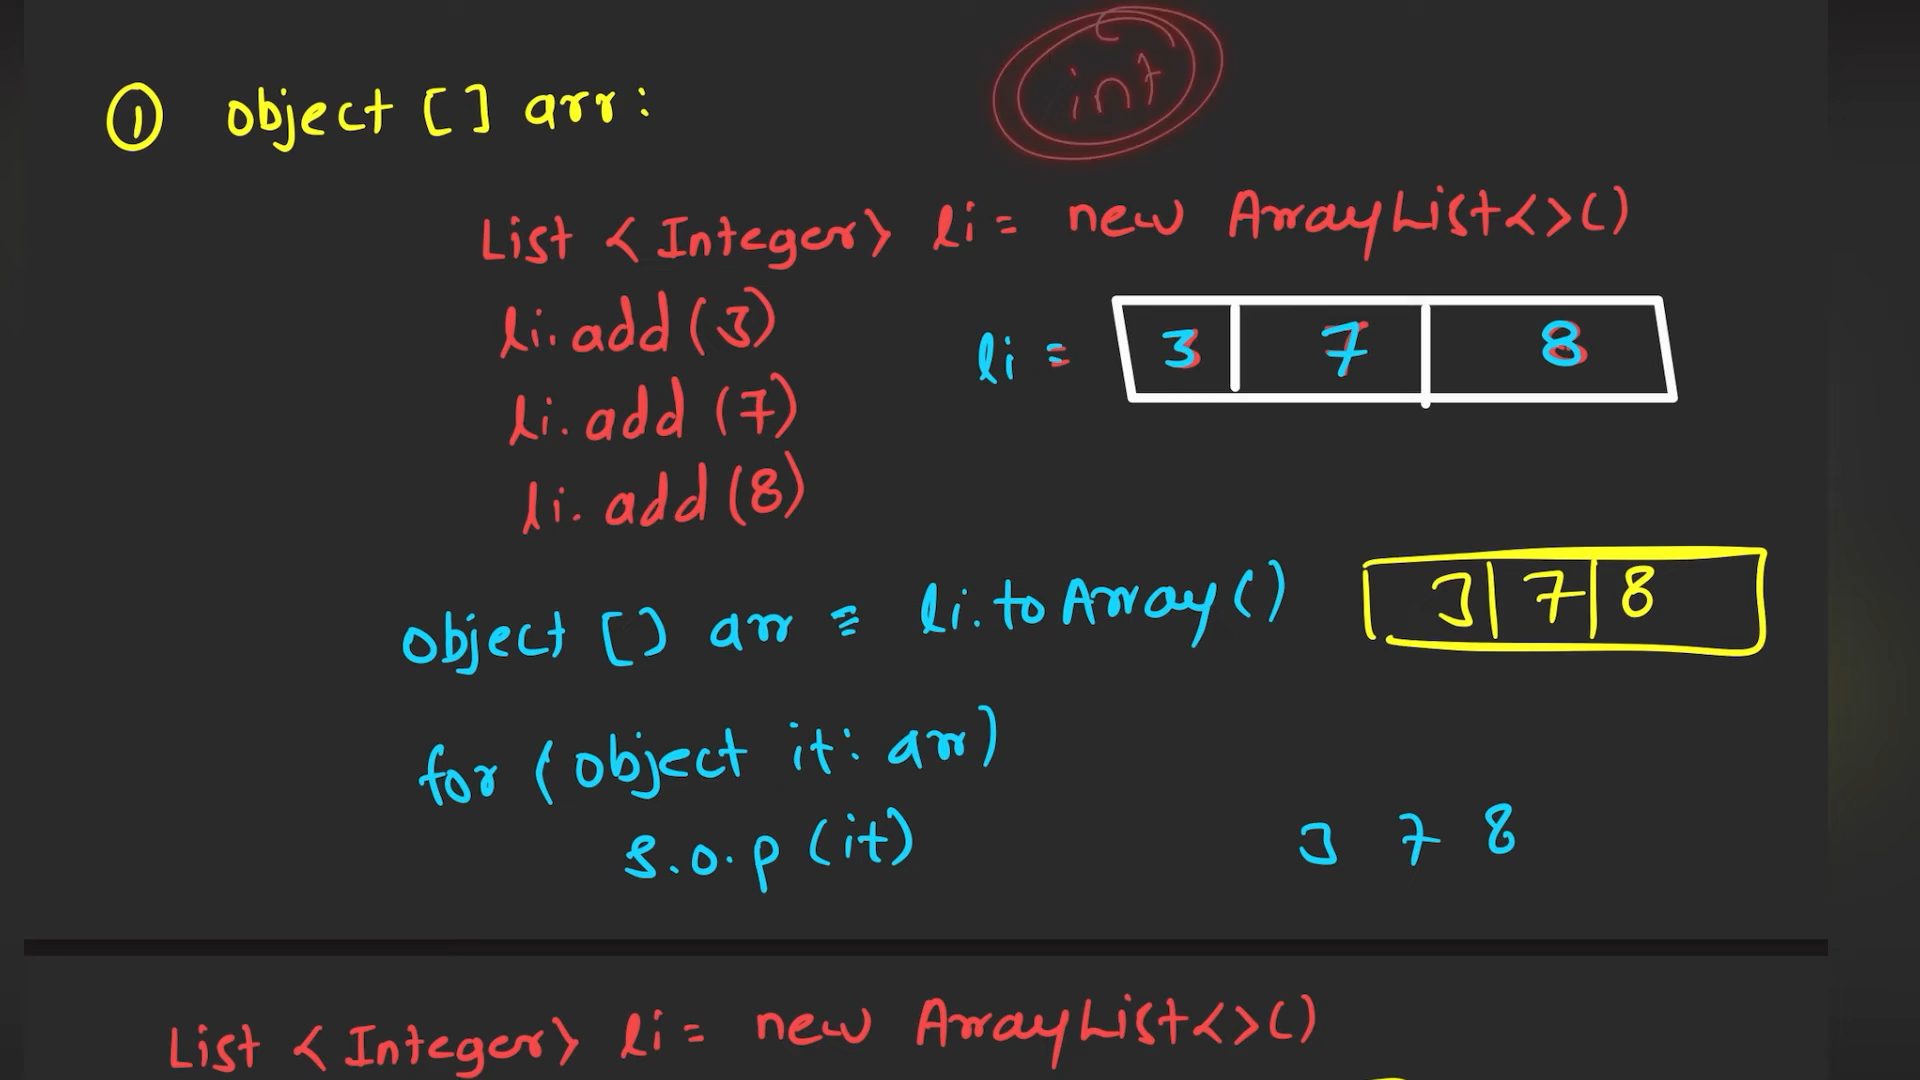 int
① object [] arr:
List <Integer> li = new ArrayList<>()
li.add(3)
li = 3 7 8
li.add (7)
li.add (8)
object [] arr = li.toArray() 3 7 8
for (object it: arr)
s.o.p (it) 3 7 8
List <Integer> li = new ArrayList<>()